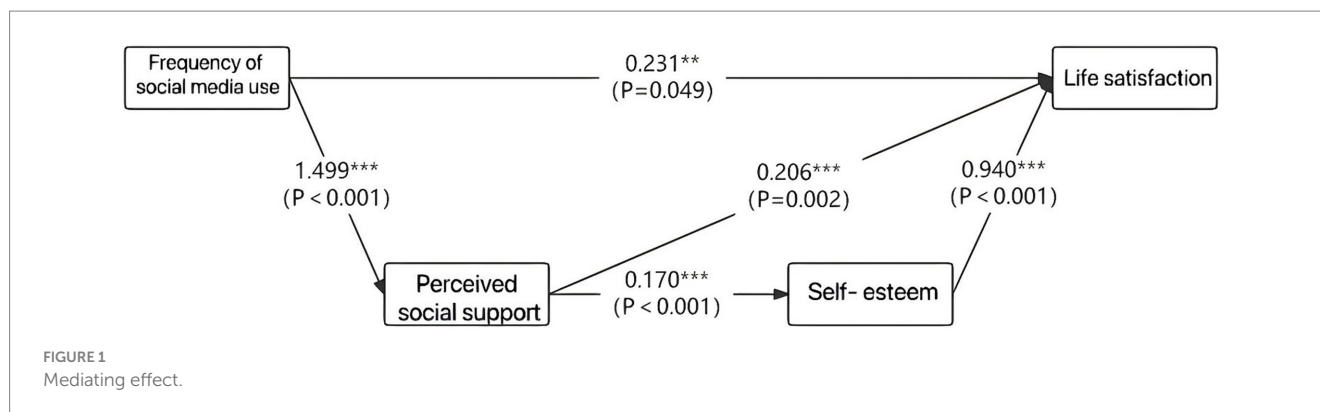 Frequency of
social media use
0.231**
(P=0.049)
Life satisfaction
1.499***
(P < 0.001)
0.206***
(P=0.002)
0.940***
(P < 0.001)
Perceived
social support
0.170***
(P < 0.001)
Self- esteem
FIGURE 1
Mediating effect.